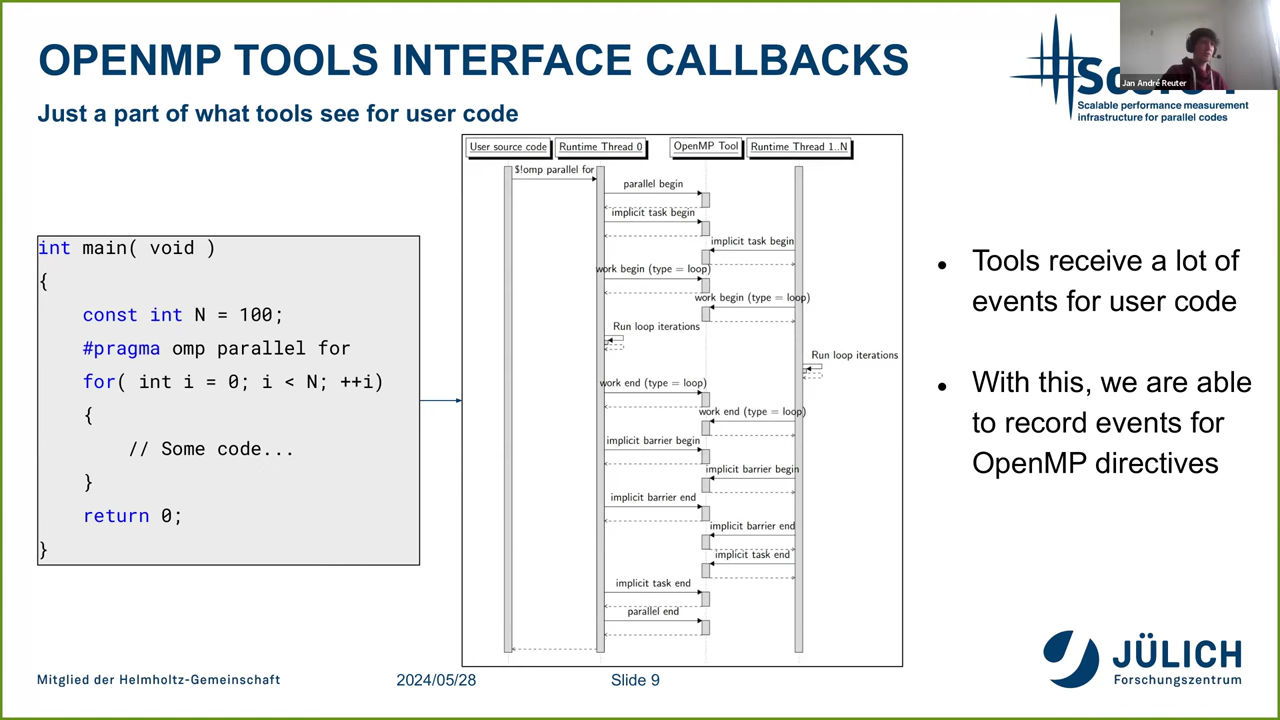 OPENMP TOOLS INTERFACE CALLBACKS
Just a part of what tools see for user code
Jan André Reuter
Scalable performance measurement
infrastructure for parallel codes
int main( void )
{
const int N = 100;
#pragma omp parallel for
for( int i = 0; i < N; ++i)
{
// Some code...
}
return 0;
}
User source code
Runtime Thread 0
OpenMP Tool
Runtime Thread 1..N
$!omp parallel for
parallel begin
implicit task begin
implicit task begin
work begin (type = loop)
work begin (type = loop)
Run loop iterations
Run loop iterations
work end (type = loop)
work end (type = loop)
implicit barrier begin
implicit barrier begin
implicit barrier end
implicit barrier end
implicit task end
implicit task end
parallel end
• Tools receive a lot of
events for user code
• With this, we are able
to record events for
OpenMP directives
Mitglied der Helmholtz-Gemeinschaft
2024/05/28
Slide 9
JÜLICH
Forschungszentrum